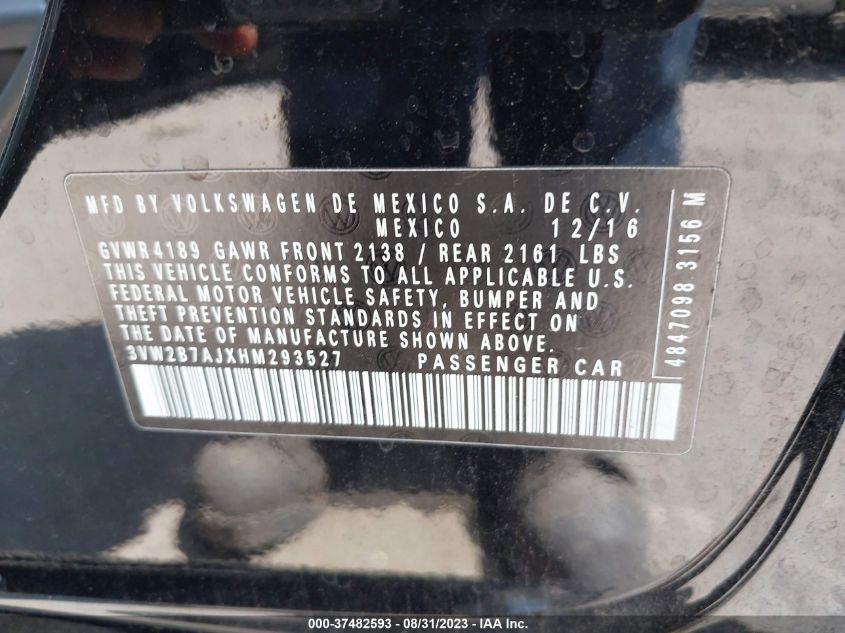 MFD BY VOLKSWAGEN DE MEXICO S.A. DE C.V.
MEXICO 12/16
GVWR 4189 GAWR FRONT 2138 / REAR 2161 LBS
THIS VEHICLE CONFORMS TO ALL APPLICABLE U.S.
FEDERAL MOTOR VEHICLE SAFETY, BUMPER AND
THEFT PREVENTION STANDARDS IN EFFECT ON
THE DATE OF MANUFACTURE SHOWN ABOVE.
3VW2B7AJXHM293527 PASSENGER CAR
4847098 3156 M
000-37482593 - 08/31/2023 - IAA Inc.